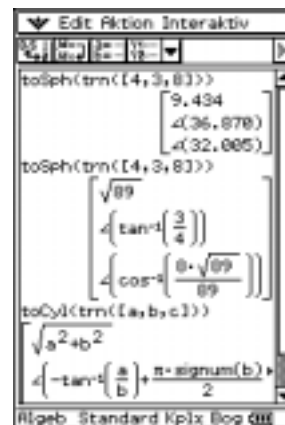 Edit Aktion Interaktiv
toSph(trn([4,3,8]))
[9.434
∠(36.870)
∠(32.005)]
toSph(trn([4,3,8]))
[√89
∠(tan⁻¹(3/4))
∠(cos⁻¹(8·√89/89))]
toCyl(trn([a,b,c]))
[√a²+b²
∠(-tan⁻¹(a/b)+π·signum(b)/2
Algeb Standard Kplx Bog